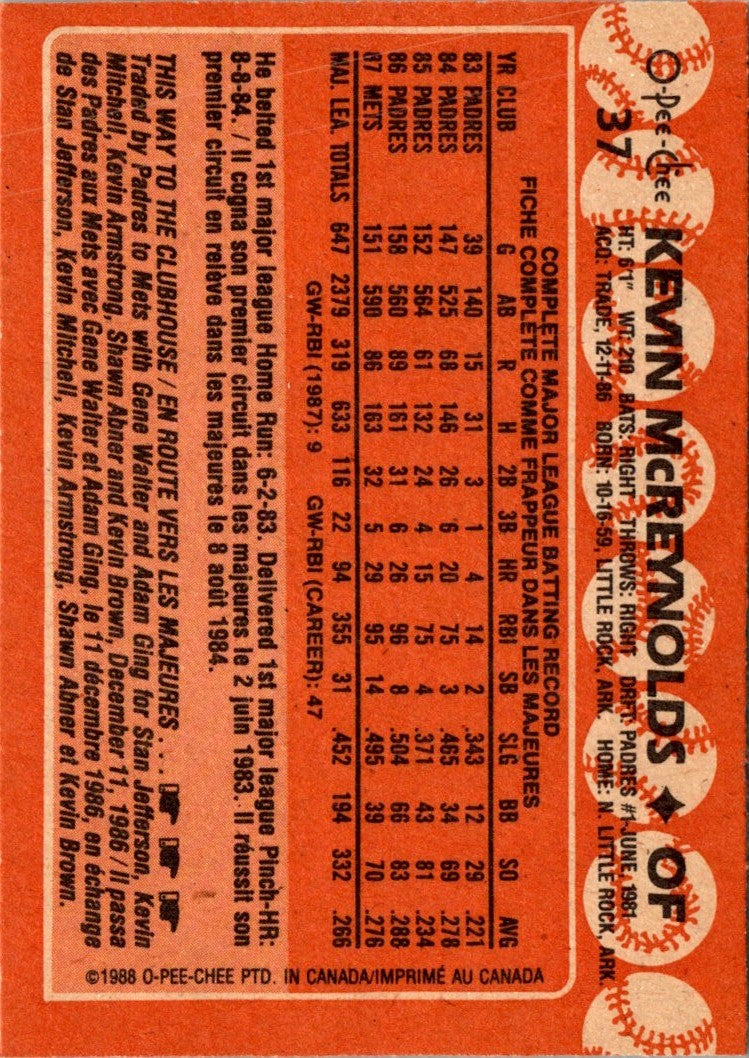 O-Pee-Chee
37
KEVIN McREYNOLDS ♦ OF
HT: 6'1" WT: 210 BATS: RIGHT THROWS: RIGHT DRFT: PADRES #1-JUNE, 1981
ACQ: TRADE, 12-11-86 BORN: 10-16-59, LITTLE ROCK, ARK. HOME: N. LITTLE ROCK, ARK.
COMPLETE MAJOR LEAGUE BATTING RECORD
FICHE COMPLÈTE COMME FRAPPEUR DANS LES MAJEURES
YR CLUB G AB R H 2B 3B HR RBI SB SLG BB SO AVG
83 PADRES 39 140 15 31 3 1 4 14 2 .343 12 29 .221
84 PADRES 147 525 68 146 26 6 20 75 3 .465 34 69 .278
85 PADRES 152 564 61 132 24 4 15 75 4 .371 43 81 .234
86 PADRES 158 560 89 161 31 6 26 96 8 .504 66 83 .288
87 METS 151 590 86 163 32 5 29 95 14 .495 39 70 .276
MAJ. LEA. TOTALS 647 2379 319 633 116 22 94 355 31 .452 194 332 .266
GW-RBI (1987): 9 GW-RBI (CAREER): 47
He belted 1st major league Home Run: 6-2-83. Delivered 1st major league Pinch-HR:
8-8-84. / Il cogna son premier circuit dans les majeures le 2 juin 1983. Il réussit son
premier circuit en relève dans les majeures le 8 août 1984.
THIS WAY TO THE CLUBHOUSE / EN ROUTE VERS LES MAJEURES . . .
Traded by Padres to Mets with Gene Walter and Adam Ging for Stan Jefferson, Kevin
Mitchell, Kevin Armstrong, Shawn Abner and Kevin Brown, December 11, 1986 / Il passa
des Padres aux Mets avec Gene Walter et Adam Ging, le 11 décembre 1986, en échange
de Stan Jefferson, Kevin Mitchell, Kevin Armstrong, Shawn Abner et Kevin Brown.
©1988 O-PEE-CHEE PTD. IN CANADA/IMPRIMÉ AU CANADA